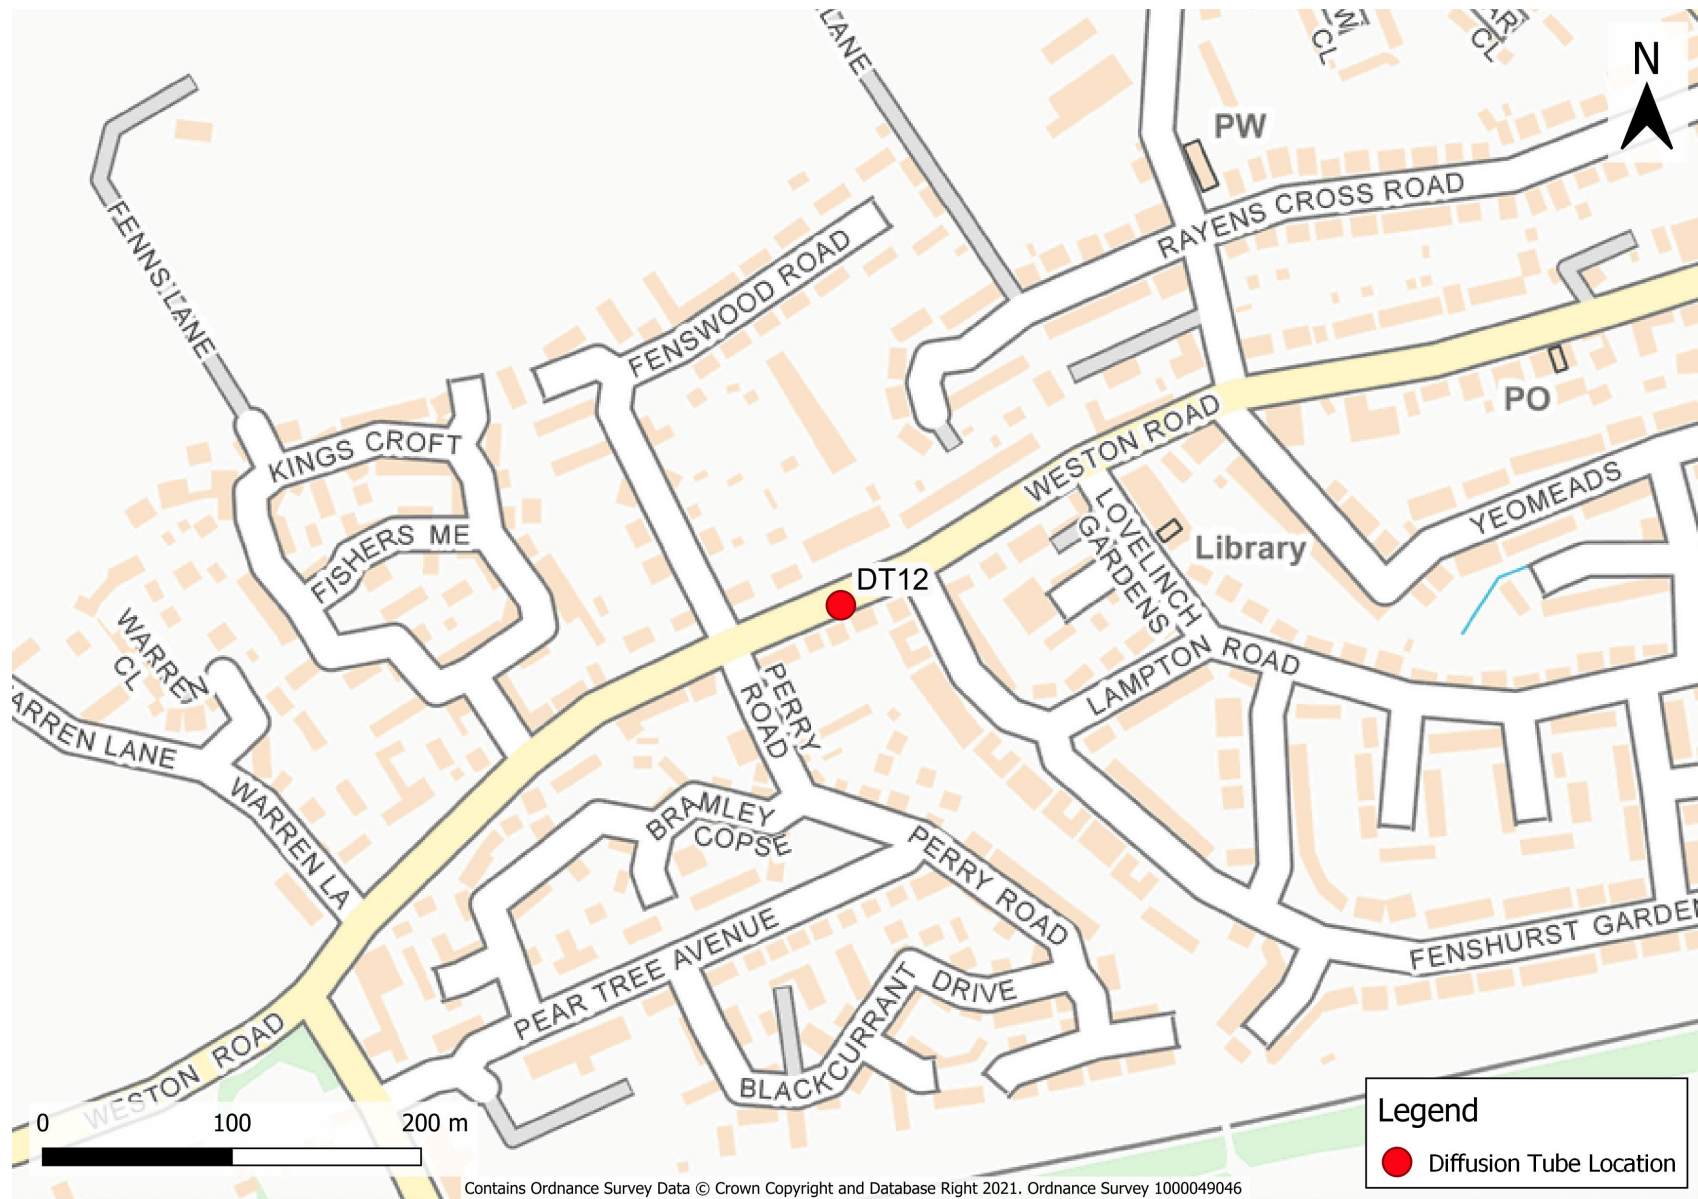 LANE
CL
CL
N
PW
RAYENS CROSS ROAD
FENNS LANE
FENSWOOD ROAD
PO
WESTON ROAD
KINGS CROFT
YEOMEADS
FISHERS ME
LOVELINCH
GARDENS
Library
DT12
WARREN
CL
LAMPTON ROAD
PERRY
ROAD
ARREN LANE
WARREN LA
BRAMLEY
COPSE
PERRY ROAD
PEAR TREE AVENUE
FENSHURST GARDEN
BLACKCURRANT DRIVE
WESTON ROAD
0 100 200 m
Legend
Diffusion Tube Location
Contains Ordnance Survey Data © Crown Copyright and Database Right 2021. Ordnance Survey 1000049046